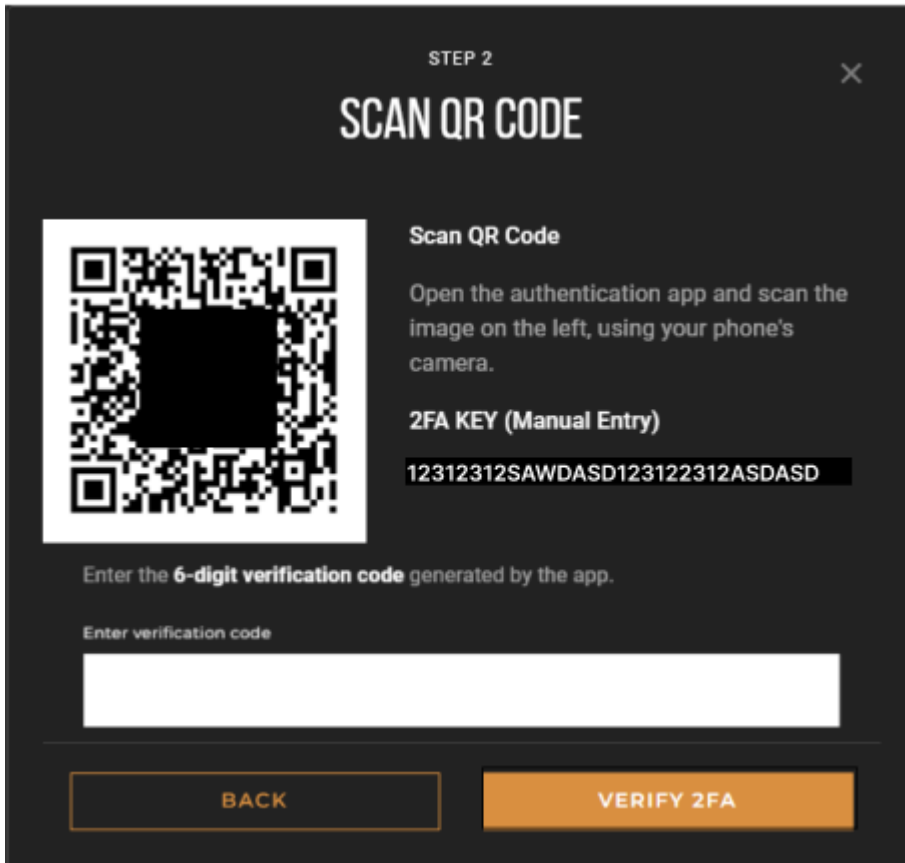 STEP 2
SCAN QR CODE
Scan QR Code
Open the authentication app and scan the
image on the left, using your phone's
camera.
2FA KEY (Manual Entry)
12312312SAWDASD123122312ASDASD
Enter the 6-digit verification code generated by the app.
Enter verification code
BACK
VERIFY 2FA